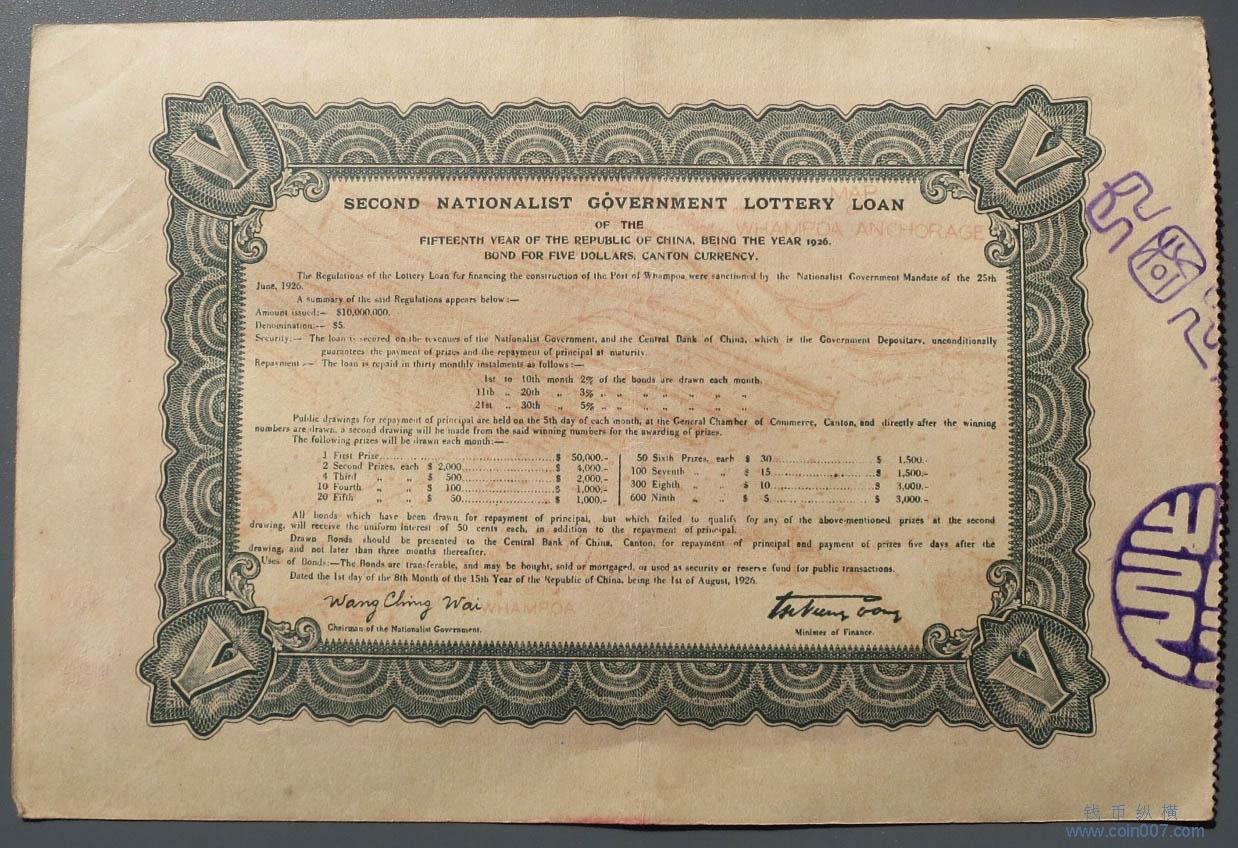 V
V
MAP
WHAMPOA ANCHORAGE
SECOND NATIONALIST GOVERNMENT LOTTERY LOAN
OF THE
FIFTEENTH YEAR OF THE REPUBLIC OF CHINA, BEING THE YEAR 1926.
BOND FOR FIVE DOLLARS, CANTON CURRENCY.
The Regulations of the Lottery Loan for financing the construction of the Port of Whampoa were sanctioned by the Nationalist Government Mandate of the 25th
June, 1926.
A summary of the said Regulations appears below:—
Amount issued:— $10,000,000.
Denomination:— $5.
Security:— The loan is secured on the revenues of the Nationalist Government, and the Central Bank of China, which is the Government Depositary, unconditionally
guarantees the payment of prizes and the repayment of principal at maturity.
Repayment:— The loan is repaid in thirty monthly instalments as follows:—
1st to 10th month 2% of the bonds are drawn each month.
11th „ 20th „ 3% „ „ „ „ „ „
21st „ 30th „ 5% „ „ „ „ „ „
Public drawings for repayment of principal are held on the 5th day of each month, at the General Chamber of Commerce, Canton, and directly after the winning
numbers are drawn, a second drawing will be made from the said winning numbers for the awarding of prizes.
The following prizes will be drawn each month:—
1 First Prize $ 50,000.-
2 Second Prizes, each $ 2,000 $ 4,000.-
4 Third „ „ $ 500 $ 2,000.-
10 Fourth „ „ $ 100 $ 1,000.-
20 Fifth „ „ $ 50 $ 1,000.-
50 Sixth Prizes, each $ 30 $ 1,500.-
100 Seventh „ „ $ 15 $ 1,500.-
300 Eighth „ „ $ 10 $ 3,000.-
600 Ninth „ „ $ 5 $ 3,000.-
All bonds which have been drawn for repayment of principal, but which failed to qualify for any of the above-mentioned prizes at the second
drawing, will receive the uniform interest of 50 cents each, in addition to the repayment of principal.
Drawn Bonds should be presented to the Central Bank of China, Canton, for repayment of principal and payment of prizes five days after the
drawing, and not later than three months thereafter.
Uses of Bonds:—The Bonds are transferable, and may be bought, sold or mortgaged, or used as security or reserve fund for public transactions.
Dated the 1st day of the 8th Month of the 15th Year of the Republic of China, being the 1st of August, 1926.
Wang Ching Wai
WHAMPOA
Chairman of the Nationalist Government.
Minister of Finance.
V
V
钱币纵横
www.coin007.com